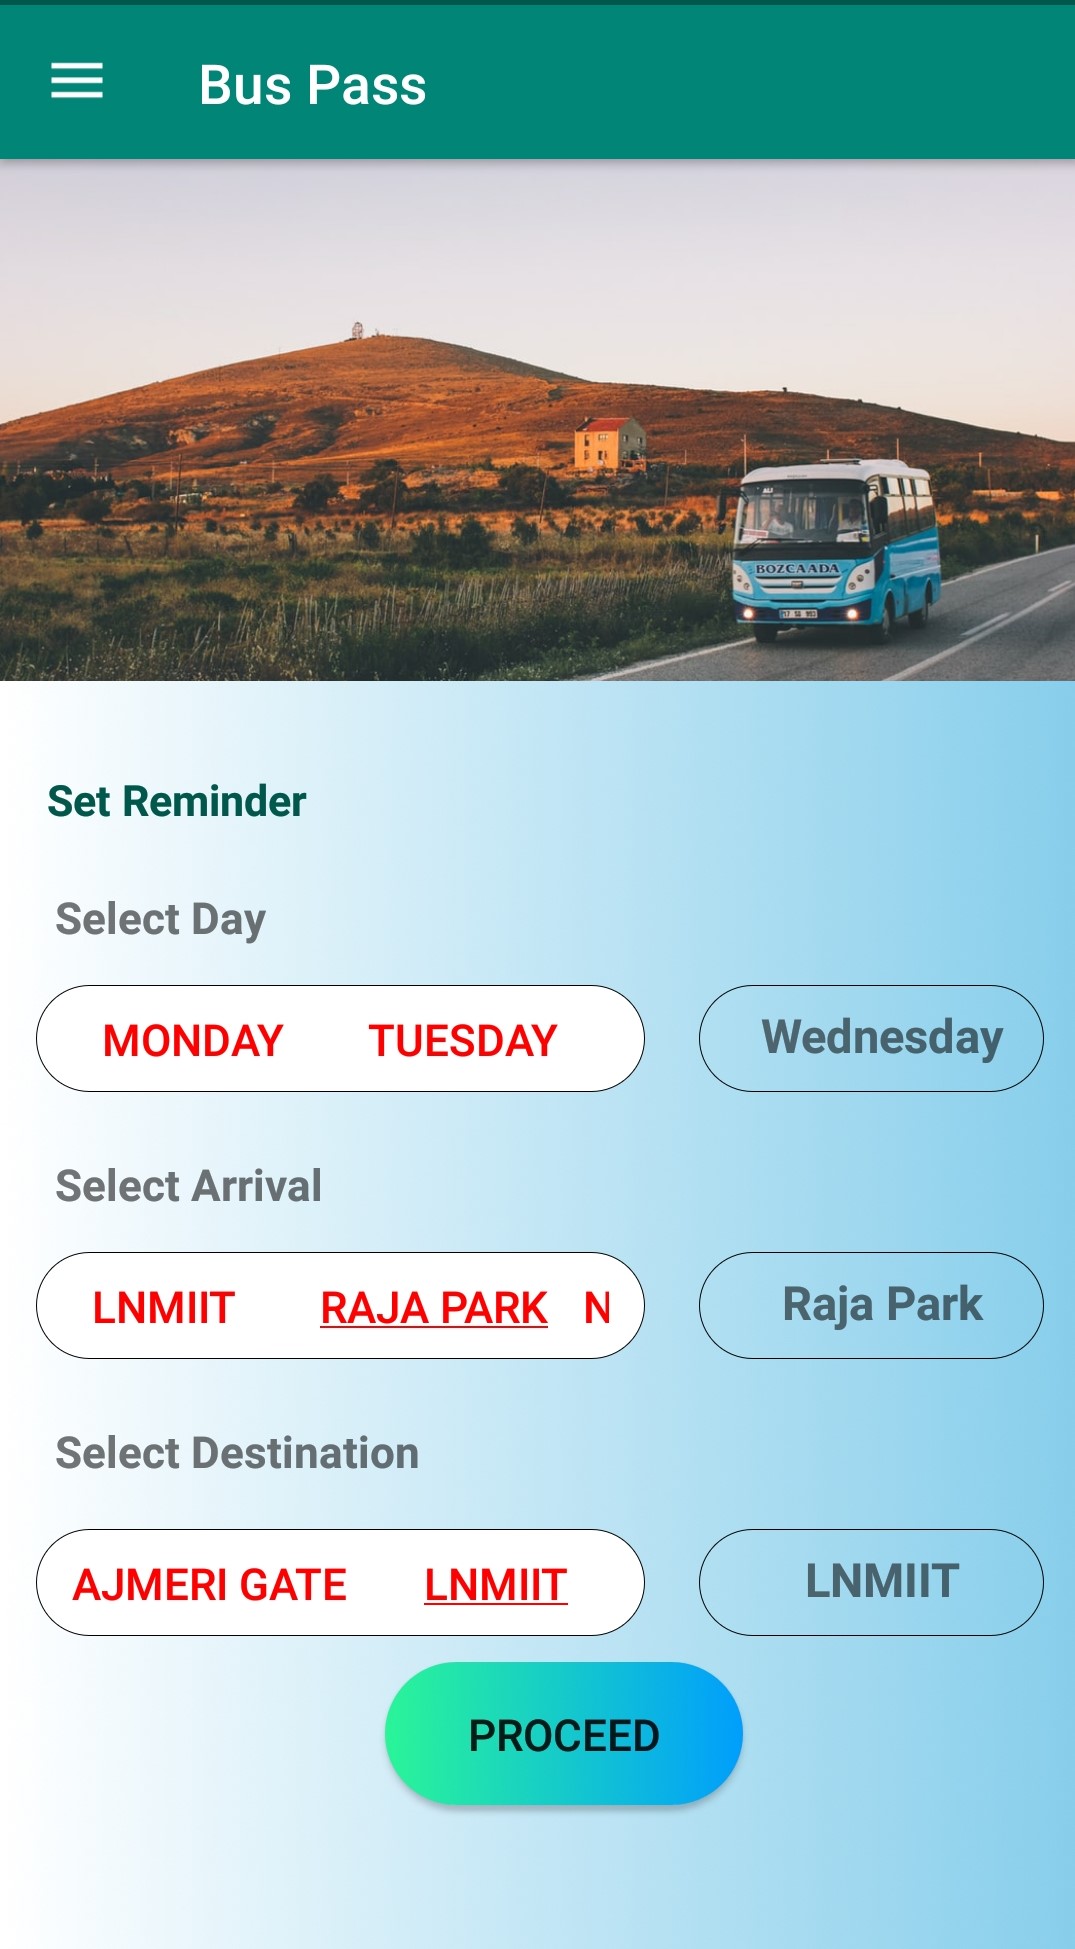 Bus Pass
BOZCAADA
Set Reminder
Select Day
MONDAY TUESDAY Wednesday
Select Arrival
LNMIIT RAJA PARK N Raja Park
Select Destination
AJMERI GATE LNMIIT LNMIIT
PROCEED